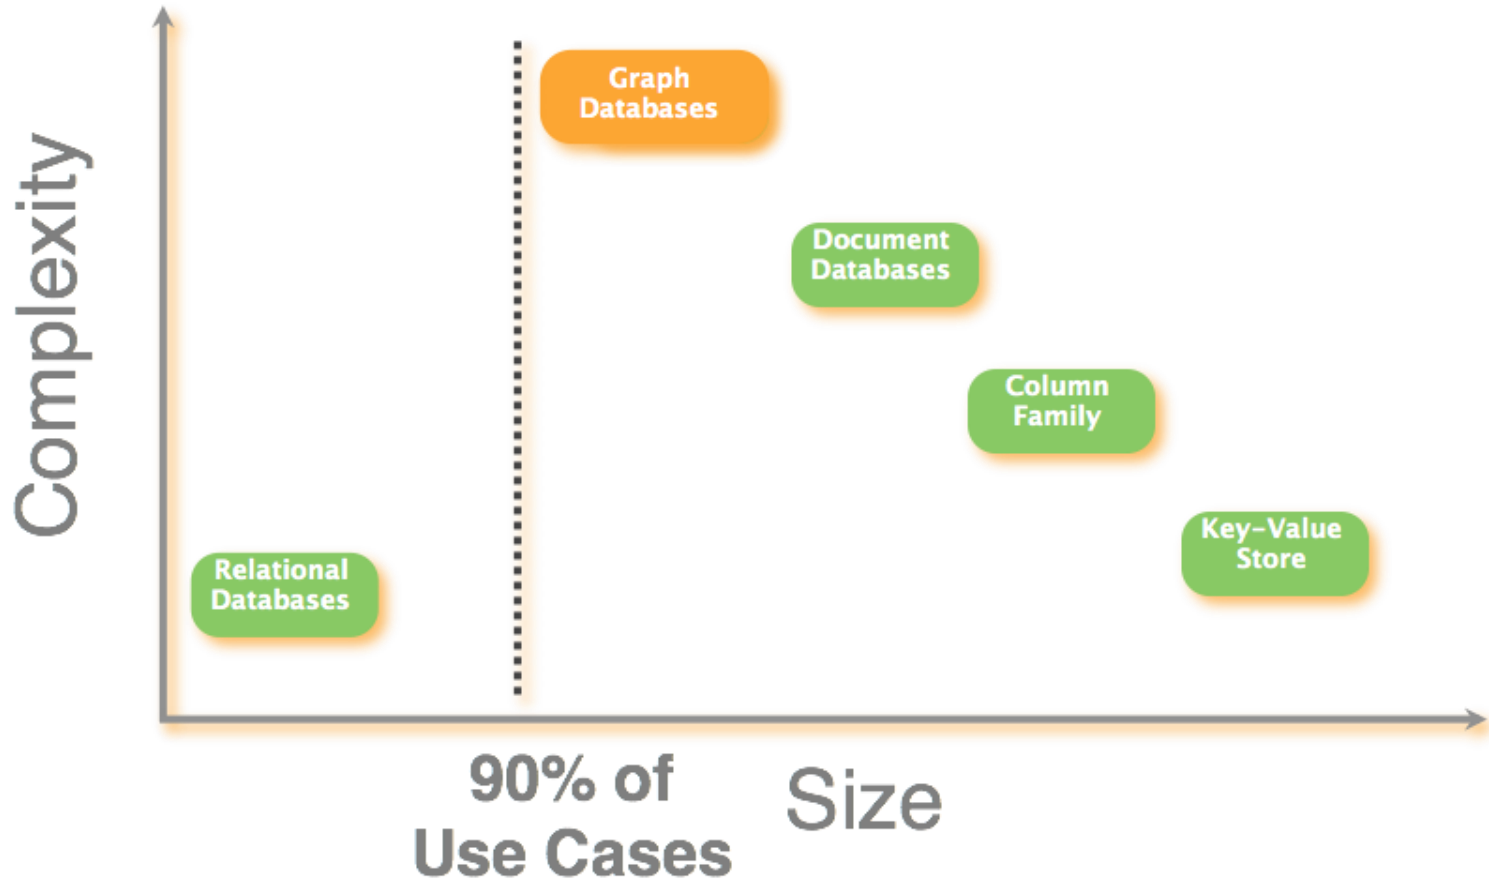 Complexity
Graph
Databases
Document
Databases
Column
Family
Key-Value
Store
Relational
Databases
90% of
Use Cases
Size